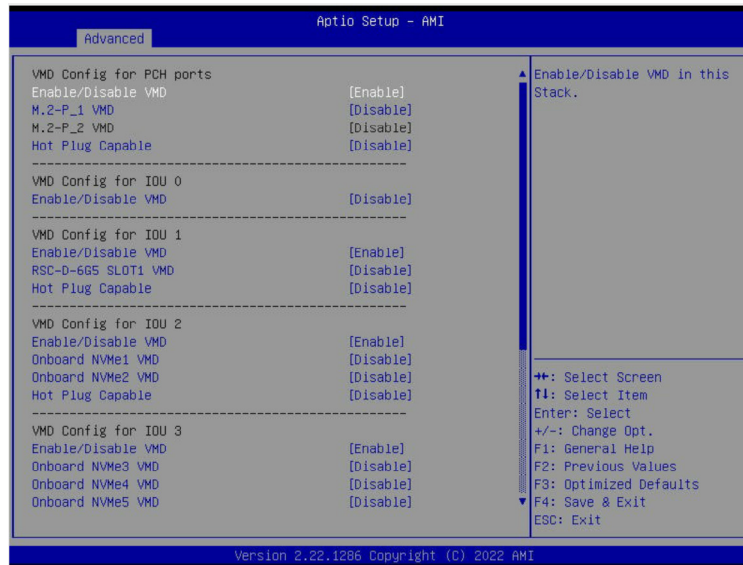 Aptio Setup - AMI
Advanced
VMD Config for PCH ports
Enable/Disable VMD [Enable]
M.2-P_1 VMD [Disable]
M.2-P_2 VMD [Disable]
Hot Plug Capable [Disable]
------------------------------------------------
VMD Config for IOU 0
Enable/Disable VMD [Disable]
------------------------------------------------
VMD Config for IOU 1
Enable/Disable VMD [Enable]
RSC-D-6G5 SLOT1 VMD [Disable]
Hot Plug Capable [Disable]
------------------------------------------------
VMD Config for IOU 2
Enable/Disable VMD [Enable]
Onboard NVMe1 VMD [Disable]
Onboard NVMe2 VMD [Disable]
Hot Plug Capable [Disable]
------------------------------------------------
VMD Config for IOU 3
Enable/Disable VMD [Enable]
Onboard NVMe3 VMD [Disable]
Onboard NVMe4 VMD [Disable]
Onboard NVMe5 VMD [Disable]
Enable/Disable VMD in this
Stack.
→←: Select Screen
↑↓: Select Item
Enter: Select
+/-: Change Opt.
F1: General Help
F2: Previous Values
F3: Optimized Defaults
F4: Save & Exit
ESC: Exit
Version 2.22.1286 Copyright (C) 2022 AMI